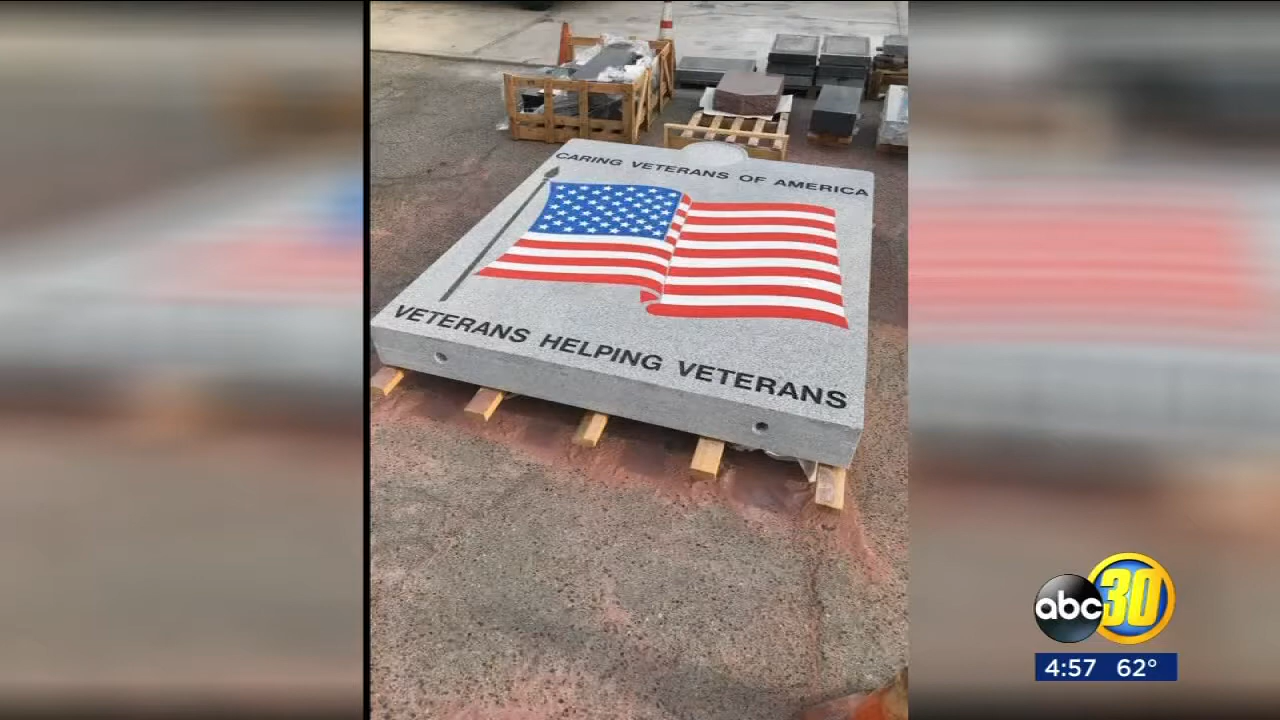 CARING VETERANS OF AMERICA
VETERANS HELPING VETERANS
abc 30
4:57 62°